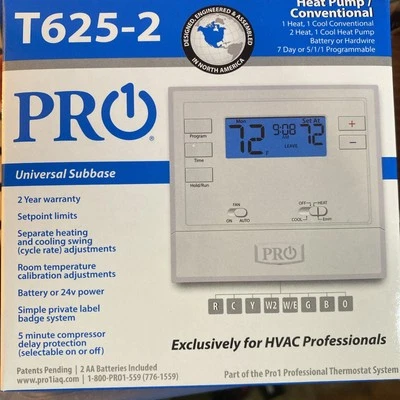 T625-2
DESIGNED, ENGINEERED & ASSEMBLED
IN NORTH AMERICA
Heat Pump /
Conventional
1 Heat, 1 Cool Conventional
2 Heat, 1 Cool Heat Pump
Battery or Hardwire
7 Day or 5/1/1 Programmable
PRO1®
Universal Subbase
2 Year warranty
Setpoint limits
Separate heating
and cooling swing
(cycle rate) adjustments
Room temperature
calibration adjustments
Battery or 24v power
Simple private label
badge system
5 minute compressor
delay protection
(selectable on or off)
Program
Time
Hold/Run
MON
72
F
9:08
AM
LEAVE
Set At
72
+
−
FAN
ON AUTO
OFF HEAT
COOL
PRO1
R C Y W2 W/E G B O
Exclusively for HVAC Professionals
Patents Pending | 2 AA Batteries Included
www.pro1iaq.com | 1-800-PRO1-559 (776-1559)
Part of the Pro1 Professional Thermostat System